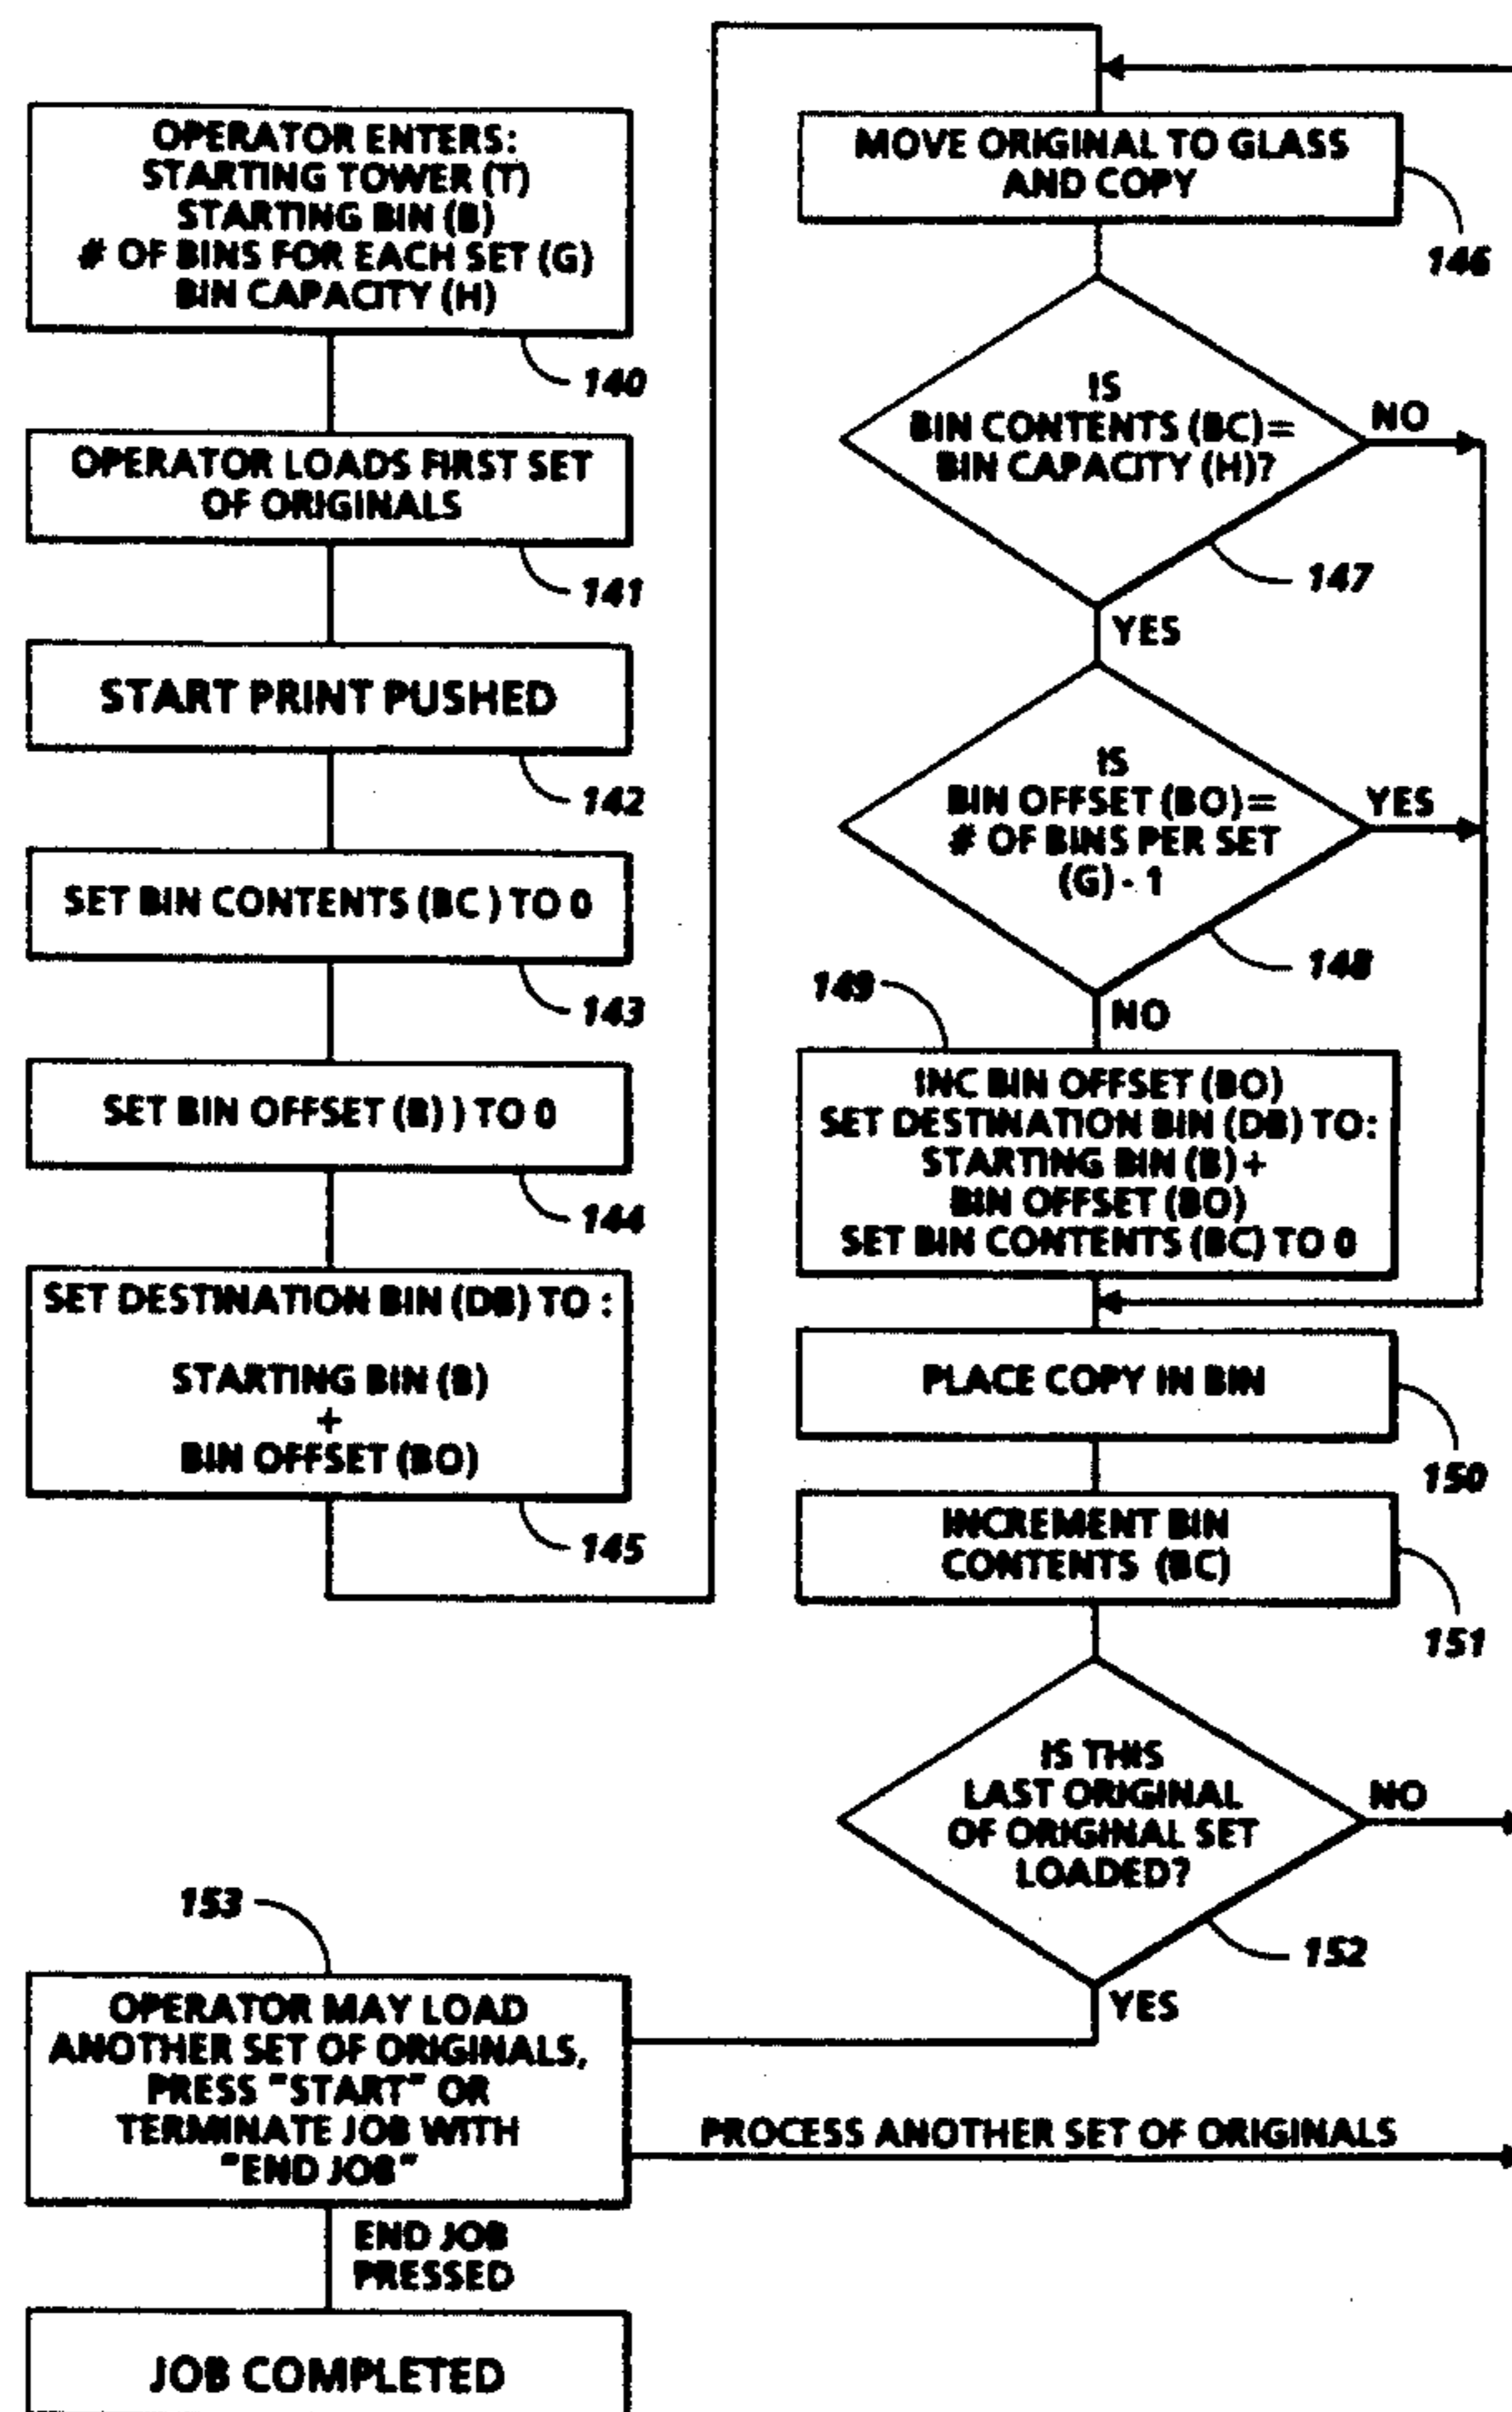 OPERATOR ENTERS:
STARTING TOWER (T)
STARTING BIN (B)
# OF BINS FOR EACH SET (G)
BIN CAPACITY (H)
140
OPERATOR LOADS FIRST SET
OF ORIGINALS
141
START PRINT PUSHED
142
SET BIN CONTENTS (BC ) TO 0
143
SET BIN OFFSET (B) ) TO 0
144
SET DESTINATION BIN (DB) TO :
STARTING BIN (B)
+
BIN OFFSET (BO)
145
MOVE ORIGINAL TO GLASS
AND COPY
146
IS
BIN CONTENTS (BC)=
BIN CAPACITY (H)?
NO
147
YES
IS
BIN OFFSET (BO)=
# OF BINS PER SET
(G) - 1
YES
148
NO
149
INC BIN OFFSET (BO)
SET DESTINATION BIN (DB) TO:
STARTING BIN (B)+
BIN OFFSET (BO)
SET BIN CONTENTS (BC) TO 0
PLACE COPY IN BIN
150
INCREMENT BIN
CONTENTS (BC)
151
IS THIS
LAST ORIGINAL
OF ORIGINAL SET
LOADED?
NO
152
YES
153
OPERATOR MAY LOAD
ANOTHER SET OF ORIGINALS,
PRESS "START" OR
TERMINATE JOB WITH
"END JOB"
PROCESS ANOTHER SET OF ORIGINALS
END JOB
PRESSED
JOB COMPLETED